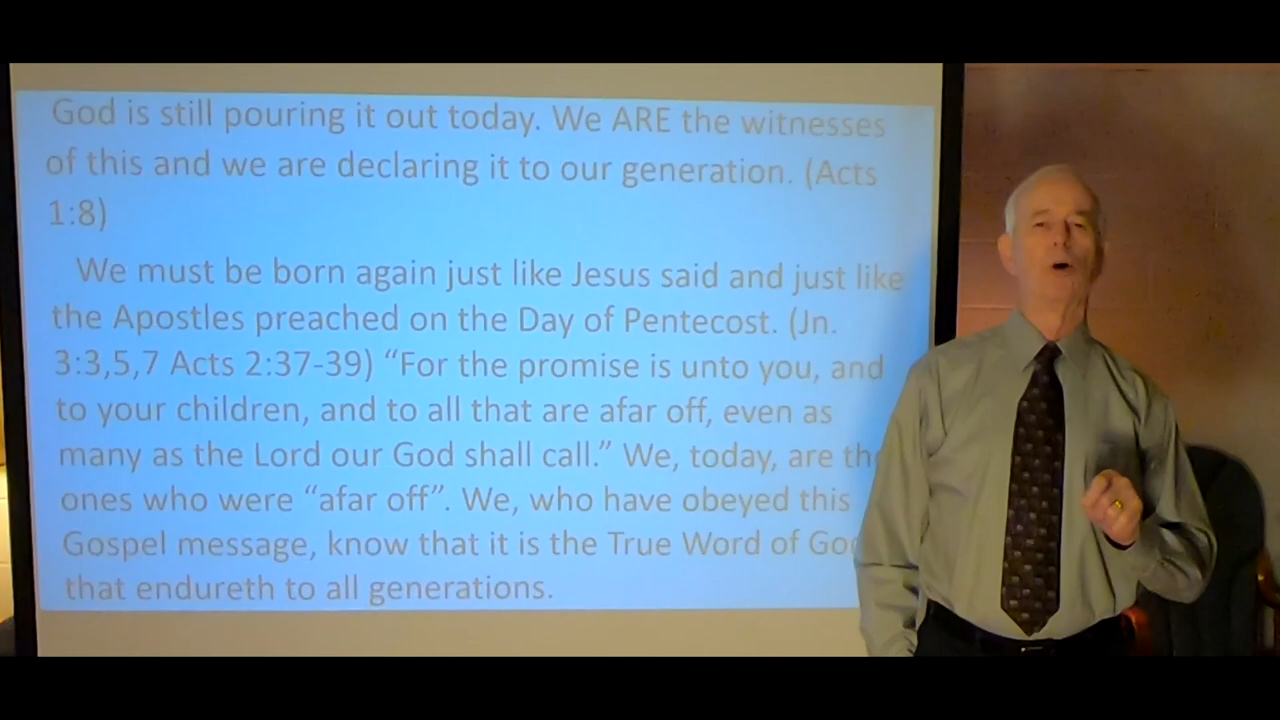 God is still pouring it out today. We ARE the witnesses
of this and we are declaring it to our generation. (Acts
1:8)
We must be born again just like Jesus said and just like
the Apostles preached on the Day of Pentecost. (Jn.
3:3,5,7 Acts 2:37-39) “For the promise is unto you, and
to your children, and to all that are afar off, even as
many as the Lord our God shall call.” We, today, are the
ones who were “afar off”. We, who have obeyed this
Gospel message, know that it is the True Word of God
that endureth to all generations.